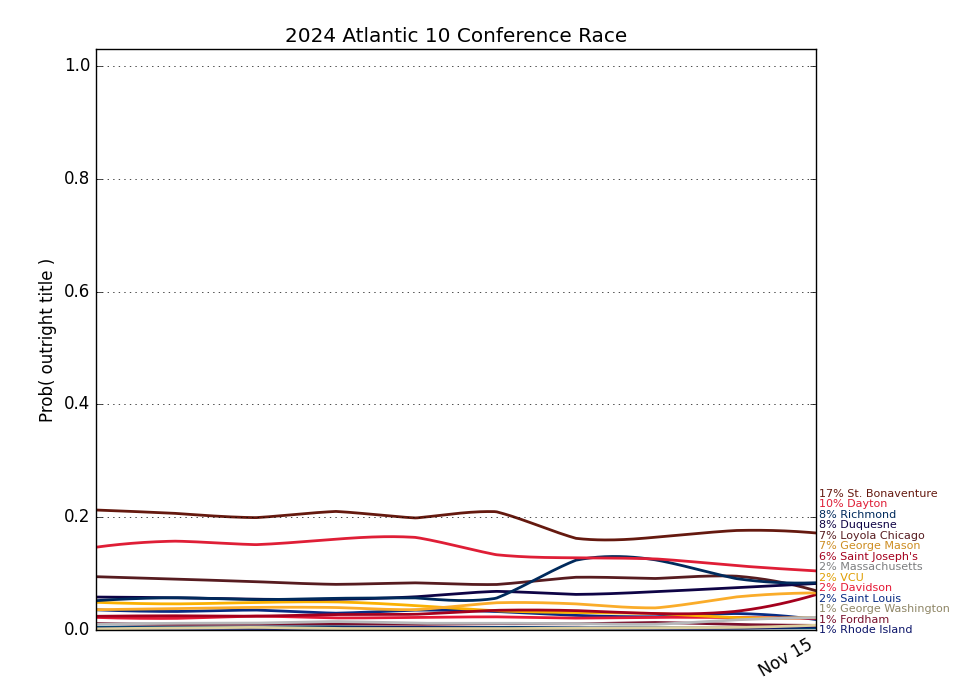 2024 Atlantic 10 Conference Race
1.0
0.8
0.6
0.4
0.2
0.0
Prob( outright title )
17% St. Bonaventure
10% Dayton
8% Richmond
8% Duquesne
7% Loyola Chicago
7% George Mason
6% Saint Joseph's
2% Massachusetts
2% VCU
2% Davidson
2% Saint Louis
1% George Washington
1% Fordham
1% Rhode Island
Nov 15